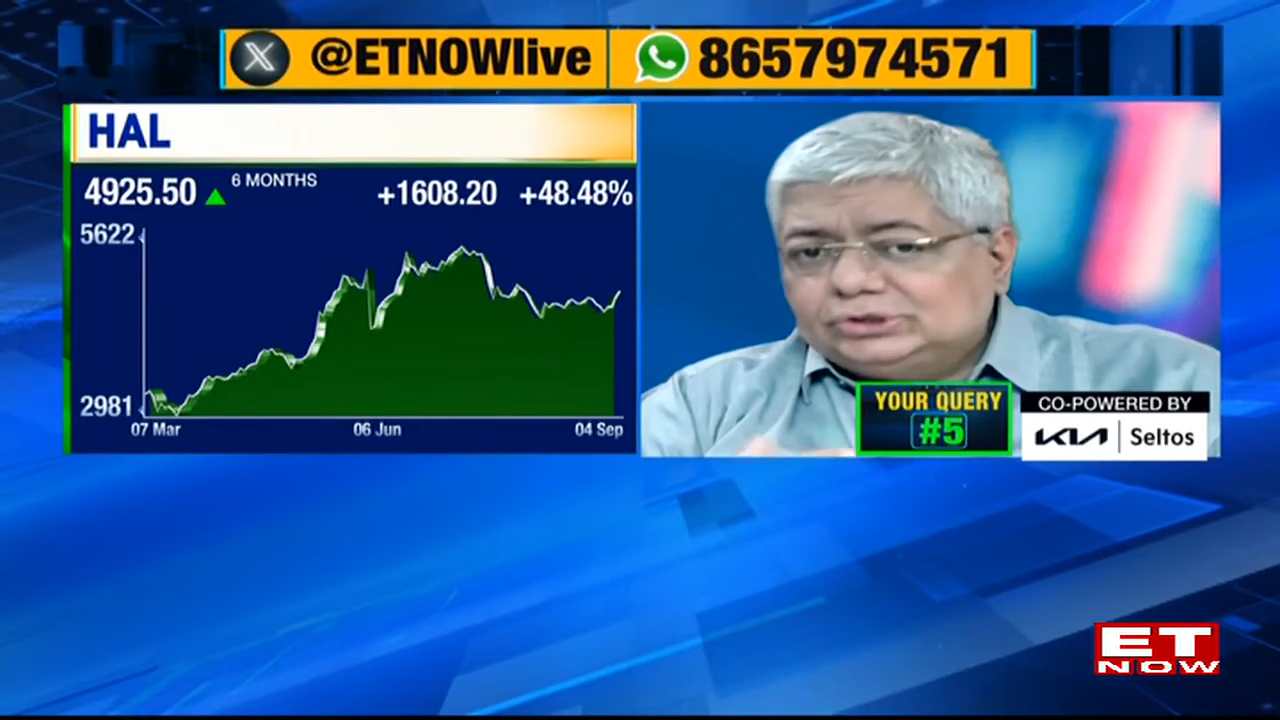 @ETNOWlive
8657974571
HAL
4925.50 6 MONTHS +1608.20 +48.48%
5622
2981
07 Mar 06 Jun 04 Sep
YOUR QUERY
#5
CO-POWERED BY
KIA Seltos
ET
NOW